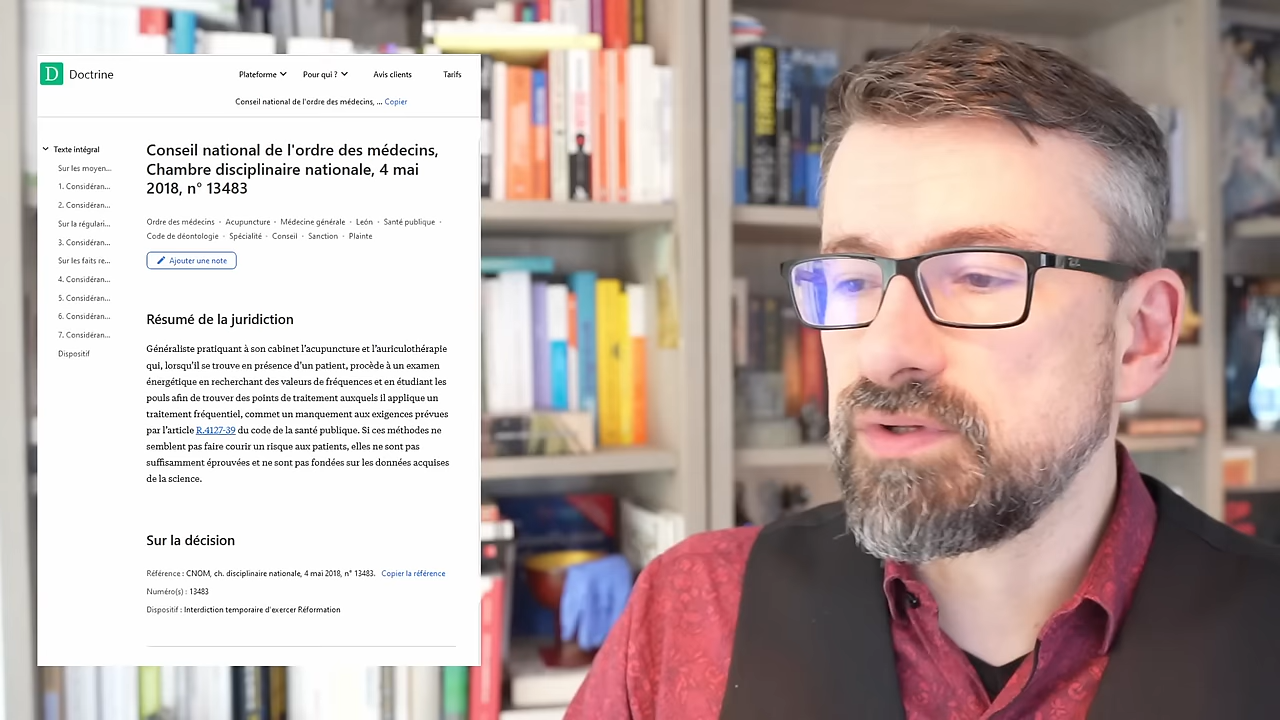 Doctrine
Plateforme
Pour qui ?
Avis clients
Tarifs
Conseil national de l'ordre des médecins, ... Copier
Texte intégral
Sur les moyen...
1. Considéran...
2. Considéran...
Sur la régulari...
3. Considéran...
Sur les faits re...
4. Considéran...
5. Considéran...
6. Considéran...
7. Considéran...
Dispositif
Conseil national de l'ordre des médecins,
Chambre disciplinaire nationale, 4 mai
2018, n° 13483
Ordre des médecins · Acupuncture · Médecine générale · León · Santé publique ·
Code de déontologie · Spécialité · Conseil · Sanction · Plainte
Ajouter une note
Résumé de la juridiction
Généraliste pratiquant à son cabinet l'acupuncture et l'auriculothérapie
qui, lorsqu'il se trouve en présence d'un patient, procède à un examen
énergétique en recherchant des valeurs de fréquences et en étudiant les
pouls afin de trouver des points de traitement auxquels il applique un
traitement fréquentiel, commet un manquement aux exigences prévues
par l'article R.4127-39 du code de la santé publique. Si ces méthodes ne
semblent pas faire courir un risque aux patients, elles ne sont pas
suffisamment éprouvées et ne sont pas fondées sur les données acquises
de la science.
Sur la décision
Référence : CNOM, ch. disciplinaire nationale, 4 mai 2018, n° 13483. Copier la référence
Numéro(s) : 13483
Dispositif : Interdiction temporaire d'exercer Réformation